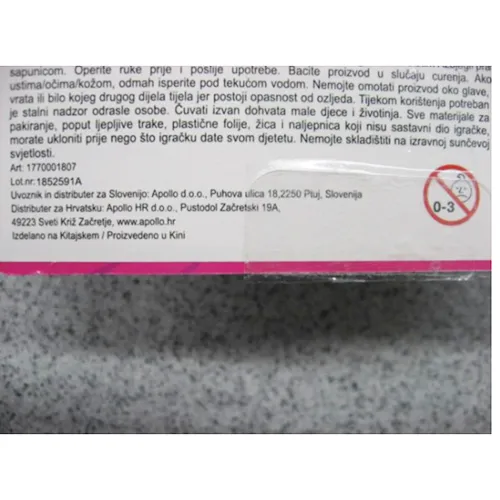 sapunicom. Operite ruke prije i poslije upotrebe. Bacite proizvod u slučaju curenja. Ako
ustima/očima/kožom, odmah isperite pod tekućom vodom. Nemojte omotati proizvod oko glave,
vrata ili bilo kojeg drugog dijela tijela jer postoji opasnost od ozljeda. Tijekom korištenja potreban
je stalni nadzor odrasle osobe. Čuvati izvan dohvata male djece i životinja. Sve materijale za
pakiranje, poput ljepljive trake, plastične folije, žica i naljepnica koji nisu sastavni dio igračke,
morate ukloniti prije nego što igračku date svom djetetu. Nemojte skladištiti na izravnoj sunčevoj
svjetlosti.
Art: 1770001807
Lot.nr:1852591A
Uvoznik in distributer za Slovenijo: Apollo d.o.o., Puhova ulica 18,2250 Ptuj, Slovenija
Distributer za Hrvatsku: Apollo HR d.o.o., Pustodol Začretski 19A,
49223 Sveti Križ Začretje, www.apollo.hr
Izdelano na Kitajskem / Proizvedeno u Kini
0-3